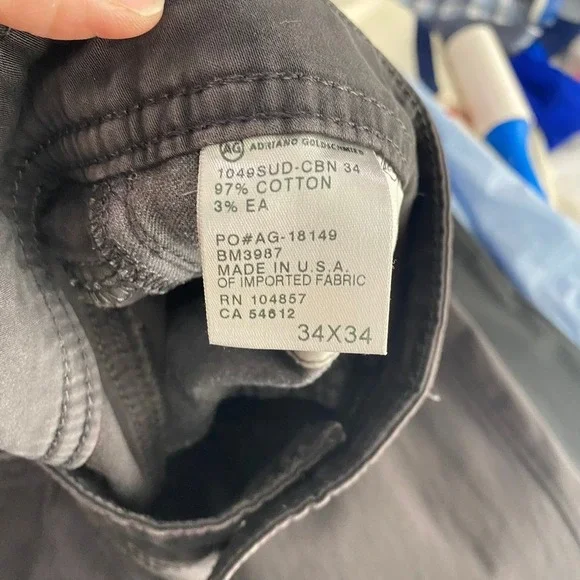 AG ADRIANO GOLDSCHMIED
1049SUD-CBN 34
97% COTTON
3% EA
PO#AG-18149
BM3987
MADE IN U.S.A.
OF IMPORTED FABRIC
RN 104857
CA 54612
34X34